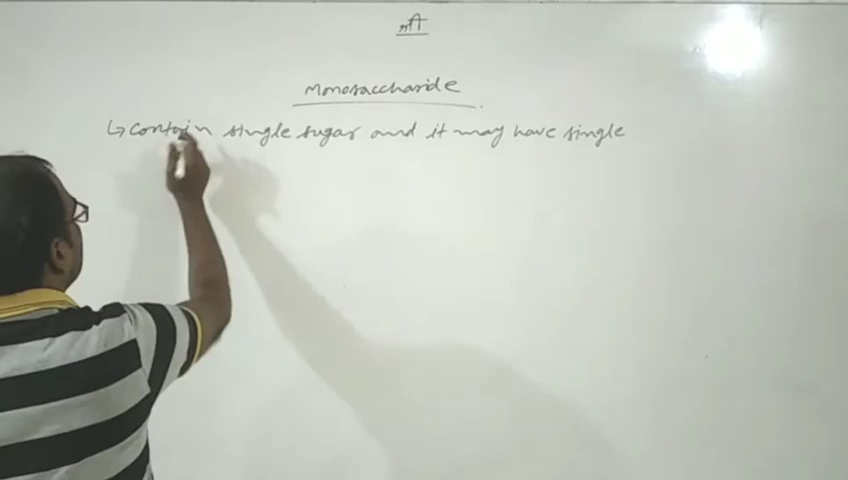 Monosaccharide
↳ contain single sugar and it may have single